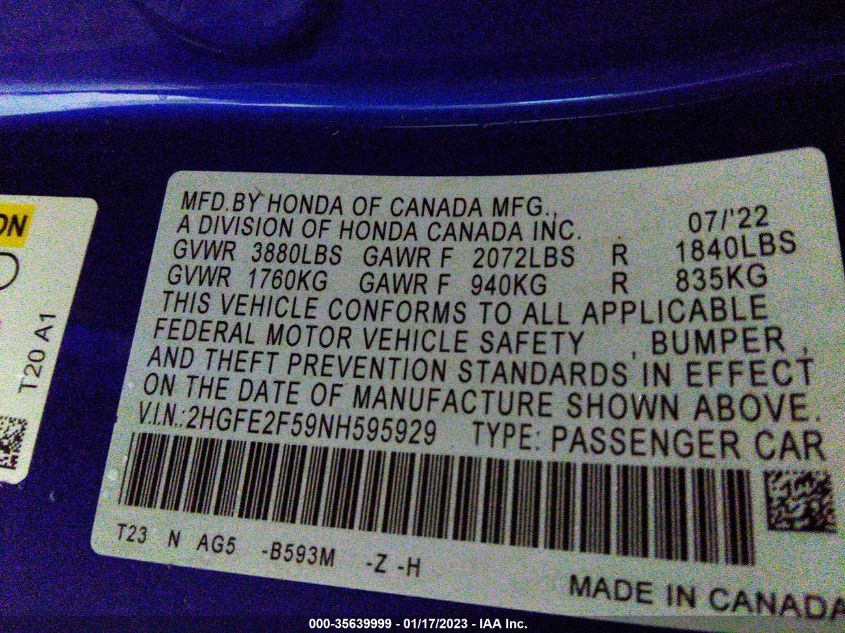 ON
T20 A1
MFD.BY HONDA OF CANADA MFG.,
A DIVISION OF HONDA CANADA INC. 07/'22
GVWR 3880LBS GAWR F 2072LBS R 1840LBS
GVWR 1760KG GAWR F 940KG R 835KG
THIS VEHICLE CONFORMS TO ALL APPLICABLE
FEDERAL MOTOR VEHICLE SAFETY , BUMPER ,
AND THEFT PREVENTION STANDARDS IN EFFECT
ON THE DATE OF MANUFACTURE SHOWN ABOVE.
V.I.N.:2HGFE2F59NH595929 TYPE: PASSENGER CAR
T23 N AG5 -B593M -Z -H
MADE IN CANADA
000-35639999 - 01/17/2023 - IAA Inc.